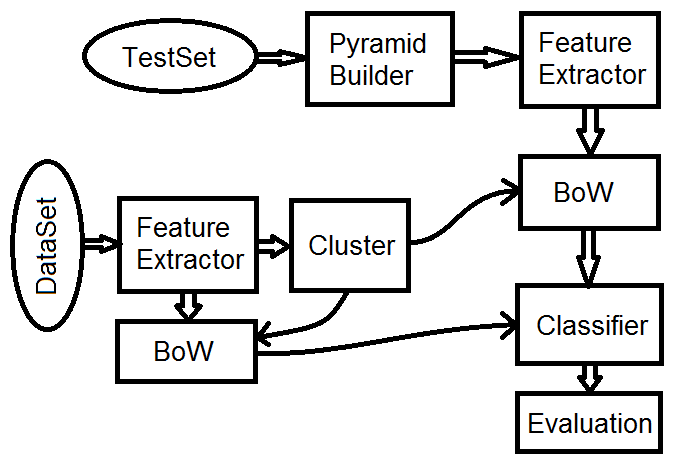 TestSet
Pyramid
Builder
Feature
Extractor
DataSet
Feature
Extractor
Cluster
BoW
BoW
Classifier
Evaluation